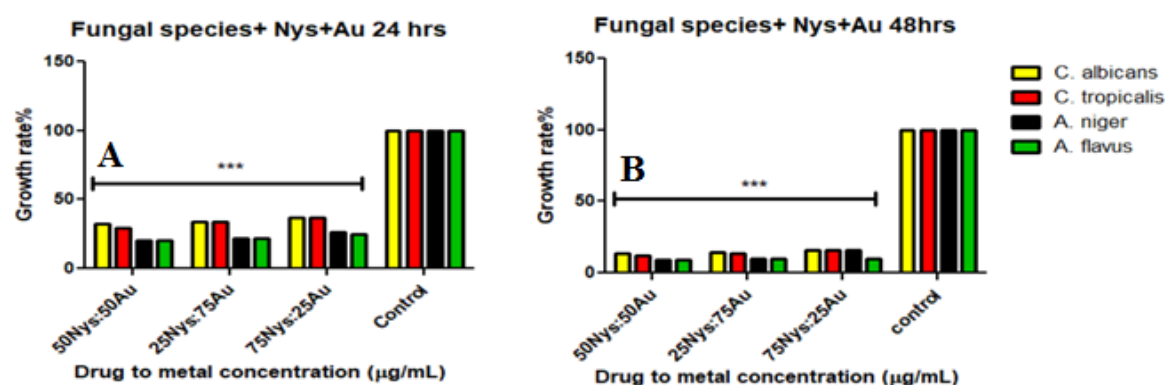 Fungal species+ Nys+Au 24 hrs
150
100
50
0
Growth rate%
A
***
50Nys:50Au
25Nys:75Au
75Nys:25Au
Control
Drug to metal concentration (µg/mL)
Fungal species+ Nys+Au 48hrs
150
100
50
0
Growth rate%
B
***
50Nys:50Au
25Nys:75Au
75Nys:25Au
control
Drug to metal concentration (µg/mL)
C. albicans
C. tropicalis
A. niger
A. flavus